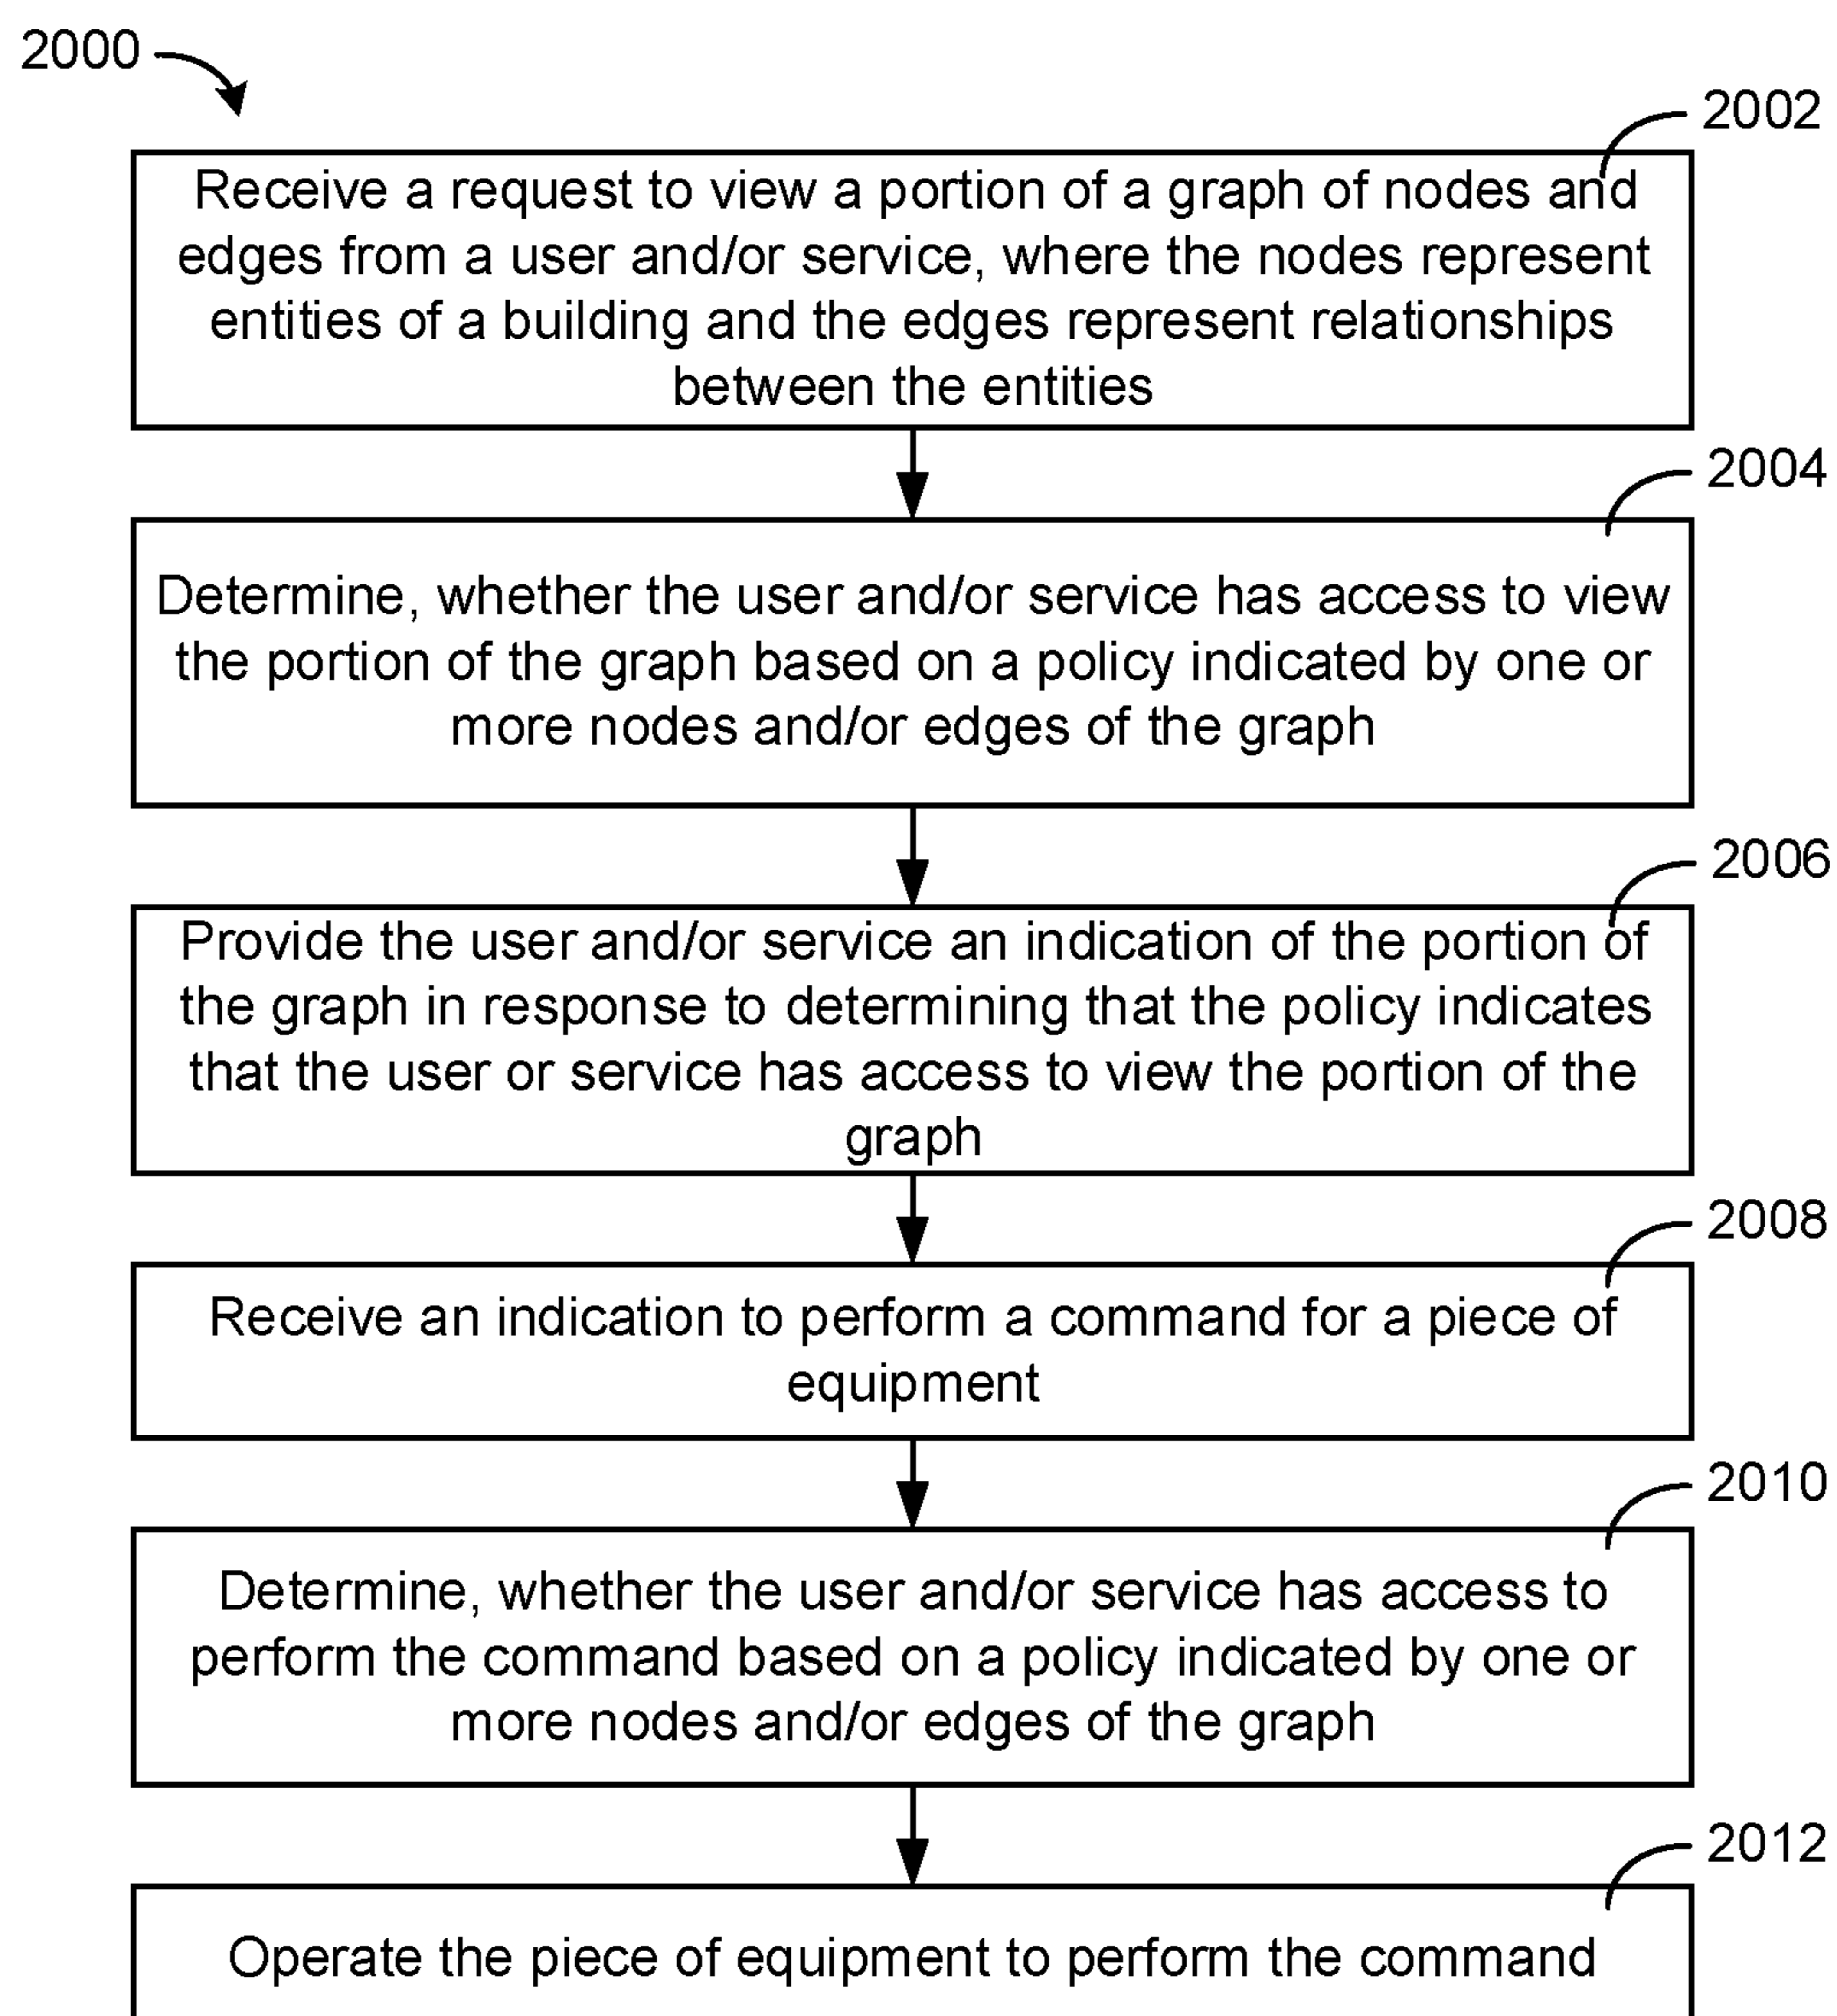 2000
2002
Receive a request to view a portion of a graph of nodes and
edges from a user and/or service, where the nodes represent
entities of a building and the edges represent relationships
between the entities
2004
Determine, whether the user and/or service has access to view
the portion of the graph based on a policy indicated by one or
more nodes and/or edges of the graph
2006
Provide the user and/or service an indication of the portion of
the graph in response to determining that the policy indicates
that the user or service has access to view the portion of the
graph
2008
Receive an indication to perform a command for a piece of
equipment
2010
Determine, whether the user and/or service has access to
perform the command based on a policy indicated by one or
more nodes and/or edges of the graph
2012
Operate the piece of equipment to perform the command